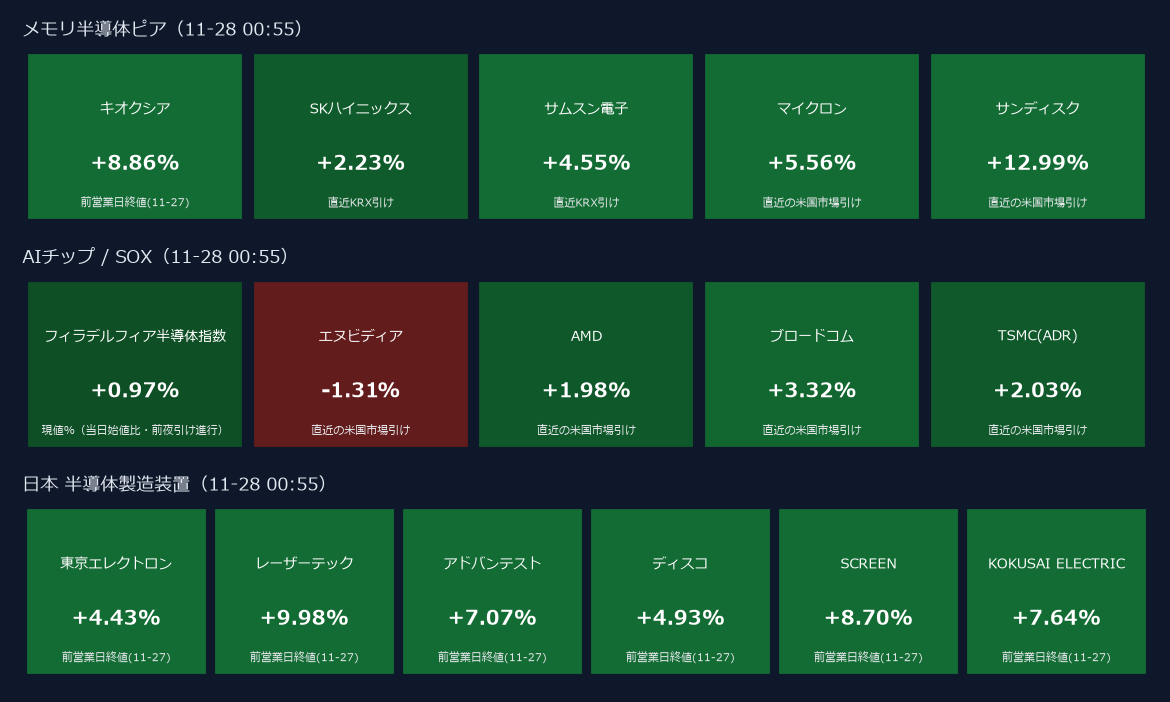 メモリ半導体ピア（11-28 00:55）
キオクシア
+8.86%
前営業日終値(11-27)
SKハイニックス
+2.23%
直近KRX引け
サムスン電子
+4.55%
直近KRX引け
マイクロン
+5.56%
直近の米国市場引け
サンディスク
+12.99%
直近の米国市場引け
AIチップ / SOX（11-28 00:55）
フィラデルフィア半導体指数
+0.97%
現値%（当日始値比・前夜引け進行）
エヌビディア
-1.31%
直近の米国市場引け
AMD
+1.98%
直近の米国市場引け
ブロードコム
+3.32%
直近の米国市場引け
TSMC(ADR)
+2.03%
直近の米国市場引け
日本 半導体製造装置（11-28 00:55）
東京エレクトロン
+4.43%
前営業日終値(11-27)
レーザーテック
+9.98%
前営業日終値(11-27)
アドバンテスト
+7.07%
前営業日終値(11-27)
ディスコ
+4.93%
前営業日終値(11-27)
SCREEN
+8.70%
前営業日終値(11-27)
KOKUSAI ELECTRIC
+7.64%
前営業日終値(11-27)